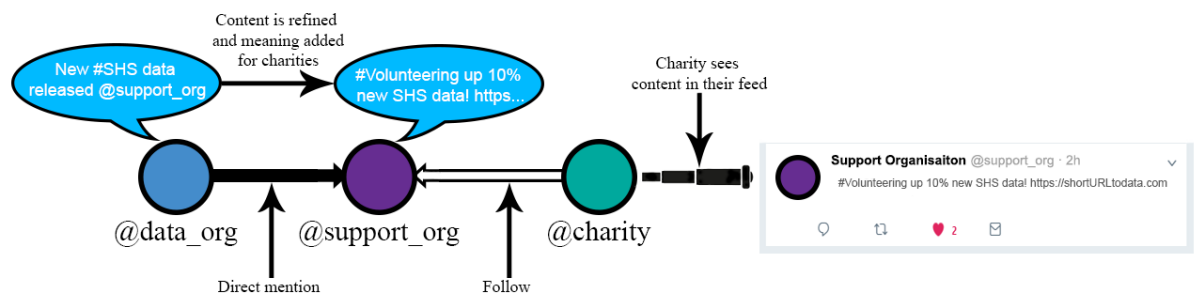 Content is refined
and meaning added
for charities
New #SHS data
released @support_org
#Volunteering up 10%
new SHS data! https...
Charity sees
content in their feed
Support Organisaiton @support_org · 2h
#Volunteering up 10% new SHS data! https://shortURLtodata.com
2
@data_org
@support_org
@charity
Direct mention
Follow